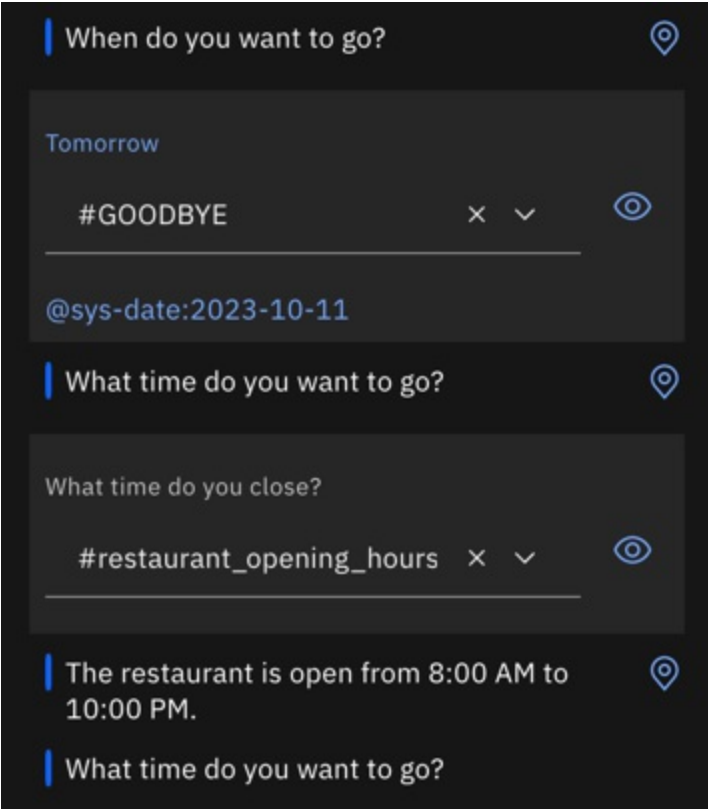 When do you want to go?
Tomorrow
#GOODBYE
@sys-date:2023-10-11
What time do you want to go?
What time do you close?
#restaurant_opening_hours
The restaurant is open from 8:00 AM to
10:00 PM.
What time do you want to go?